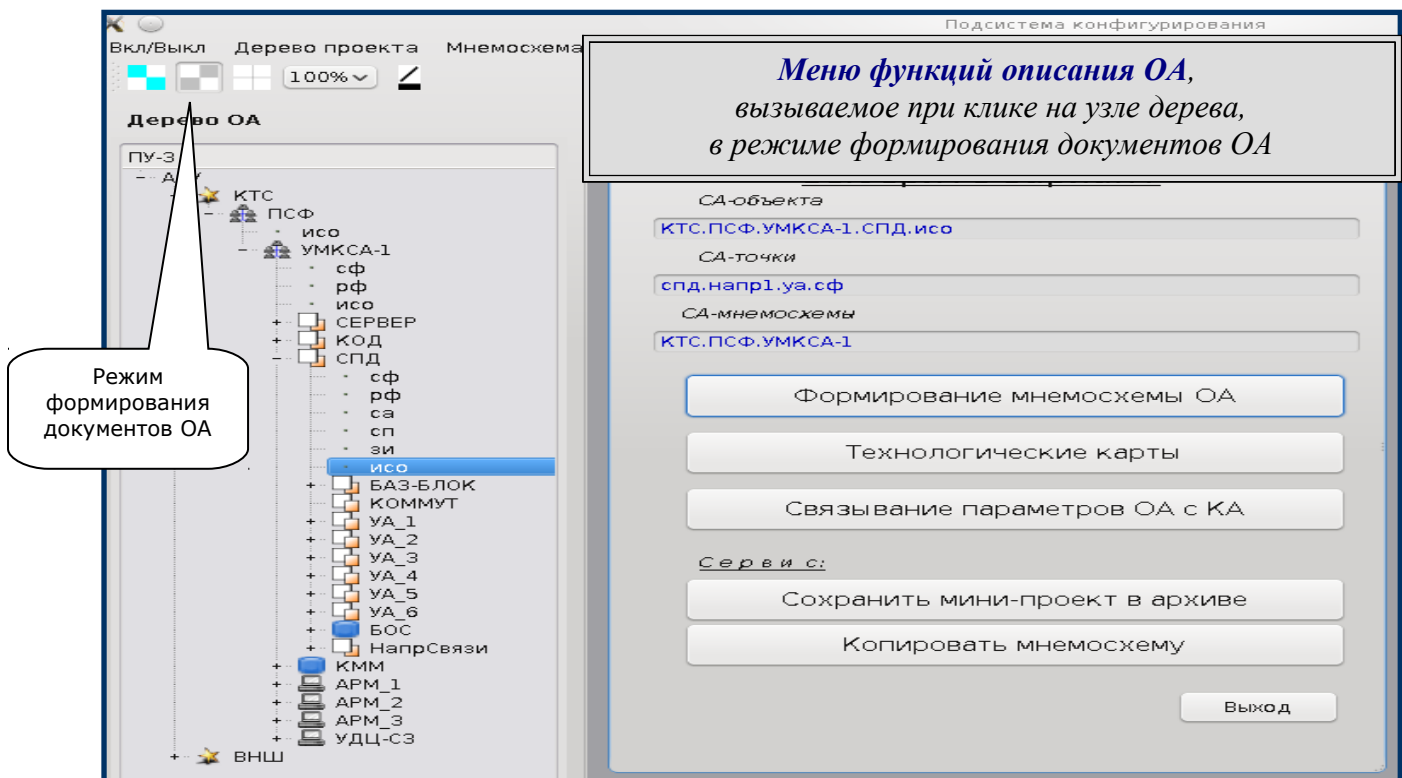 Подсистема конфигурирования
Вкл/Выкл Дерево проекта Мнемосхема
100%
Меню функций описания ОА,
вызываемое при клике на узле дерева,
в режиме формирования документов ОА
Дерево ОА
ПУ-3
КТС
ПСФ
исо
УМКСА-1
сф
рф
исо
СЕРВЕР
КОД
СПД
сф
рф
са
сп
зи
исо
БАЗ-БЛОК
КОММУТ
УА_1
УА_2
УА_3
УА_4
УА_5
УА_6
БОС
НапрСвязи
КММ
АРМ_1
АРМ_2
АРМ_3
УДЦ-СЗ
ВНШ
Режим
формирования
документов ОА
СА-объекта
КТС.ПСФ.УМКСА-1.СПД.исо
СА-точки
спд.напр1.уа.сф
СА-мнемосхемы
КТС.ПСФ.УМКСА-1
Формирование мнемосхемы ОА
Технологические карты
Связывание параметров ОА с КА
Сервис:
Сохранить мини-проект в архиве
Копировать мнемосхему
Выход